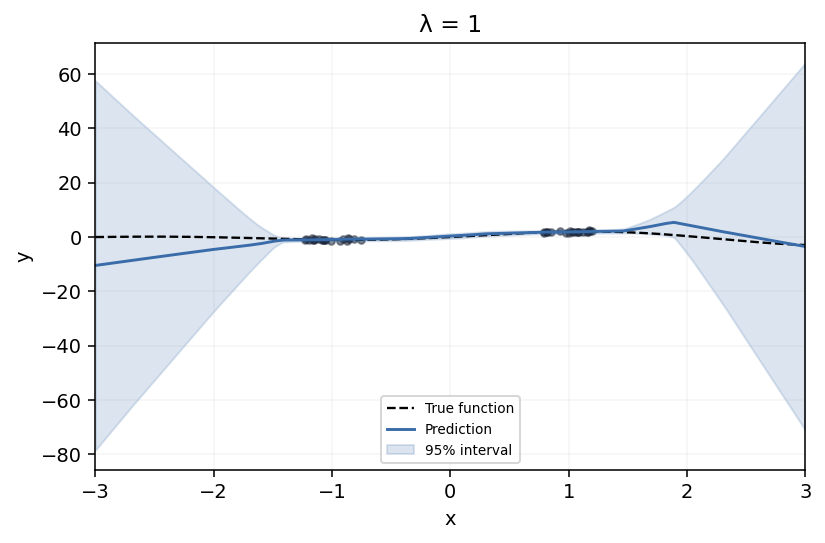 λ = 1
y
60
40
20
0
−20
−40
−60
−80
True function
Prediction
95% interval
−3
−2
−1
0
1
2
3
x